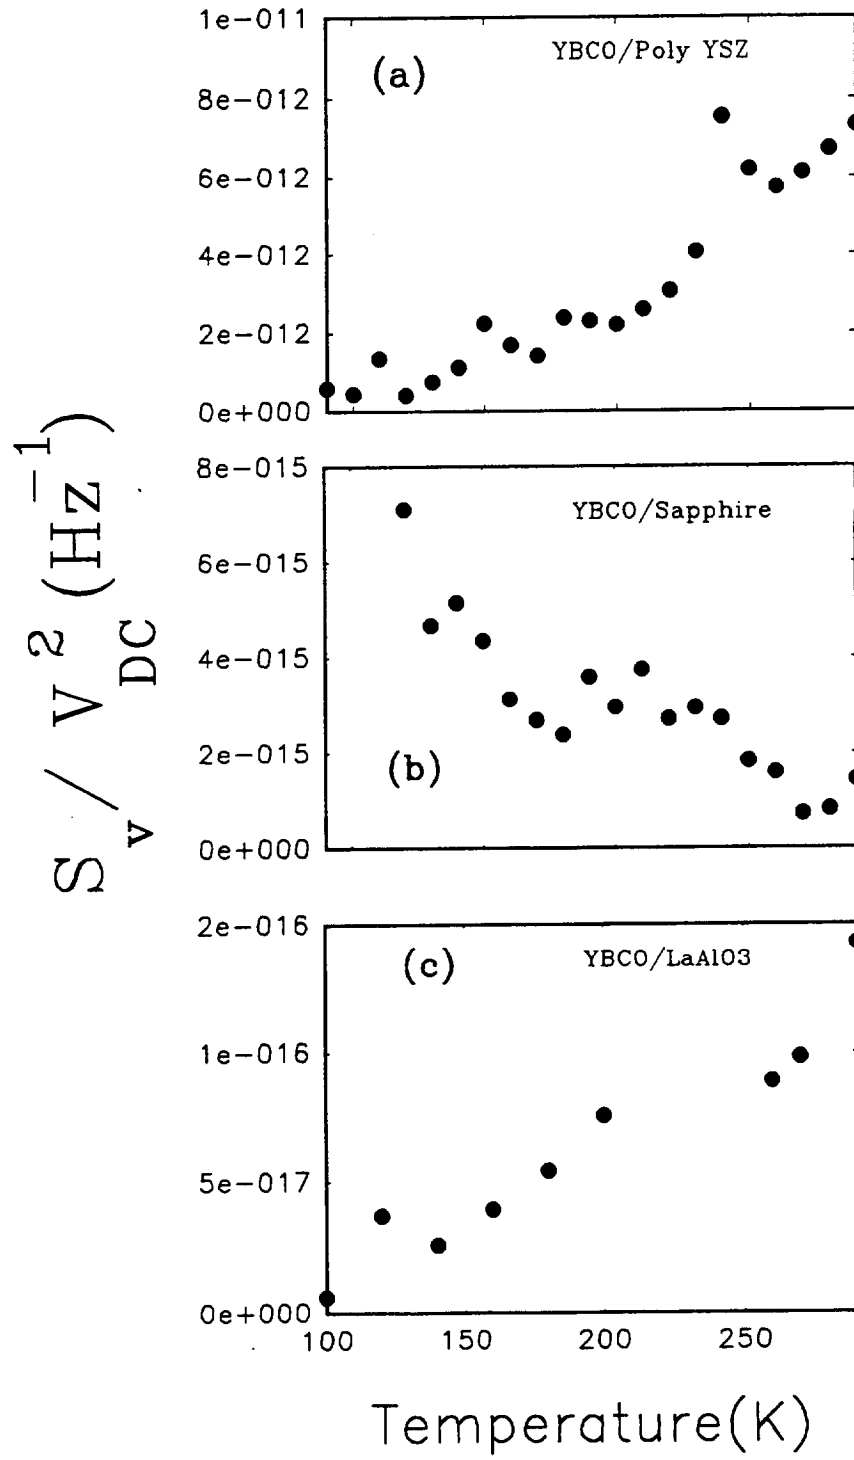 1e-011
YBCO/Poly YSZ
(a)
8e-012
6e-012
4e-012
2e-012
0e+000
8e-015
YBCO/Sapphire
6e-015
4e-015
2e-015
(b)
0e+000
2e-016
(c)
YBCO/LaAlO3
1e-016
5e-017
0e+000
100 150 200 250
Temperature(K)
S_v / V_DC^2 (Hz^-1)